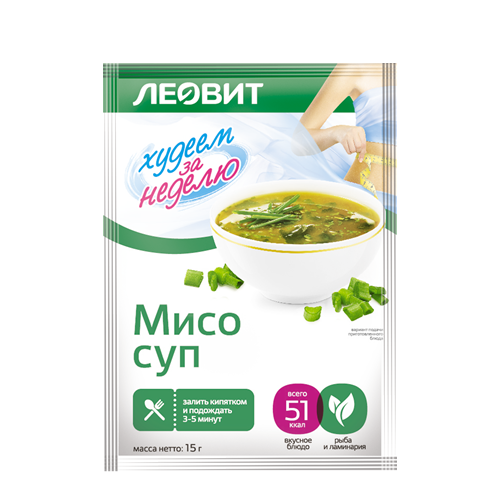 ЛЕОВИТ
худеем
за
неделю
вариант подачи
приготовленного
блюда
Мисо
суп
залить кипятком
и подождать
3-5 минут
всего
51
ккал
вкусное
блюдо
рыба
и ламинария
масса нетто: 15 г